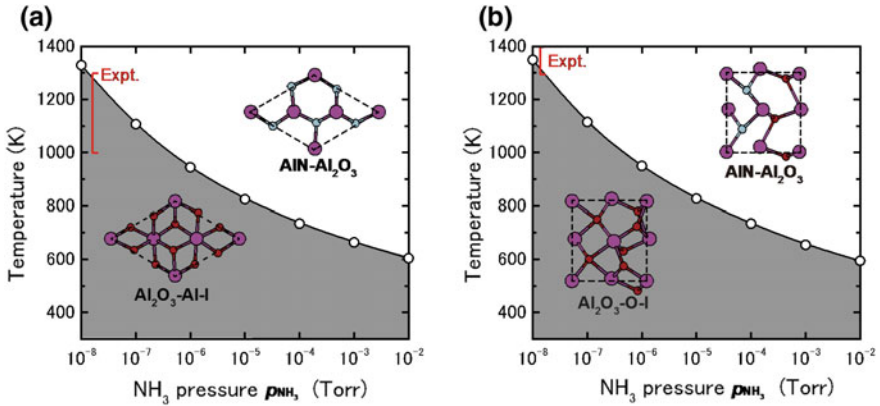 (a)
1400
1200
1000
800
600
400
Temperature (K)
Expt.
AlN-Al₂O₃
Al₂O₃-Al-I
10⁻⁸ 10⁻⁷ 10⁻⁶ 10⁻⁵ 10⁻⁴ 10⁻³ 10⁻²
NH₃ pressure pNH₃ (Torr)
(b)
1400
1200
1000
800
600
400
Temperature (K)
Expt.
AlN-Al₂O₃
Al₂O₃-O-I
10⁻⁸ 10⁻⁷ 10⁻⁶ 10⁻⁵ 10⁻⁴ 10⁻³ 10⁻²
NH₃ pressure pNH₃ (Torr)